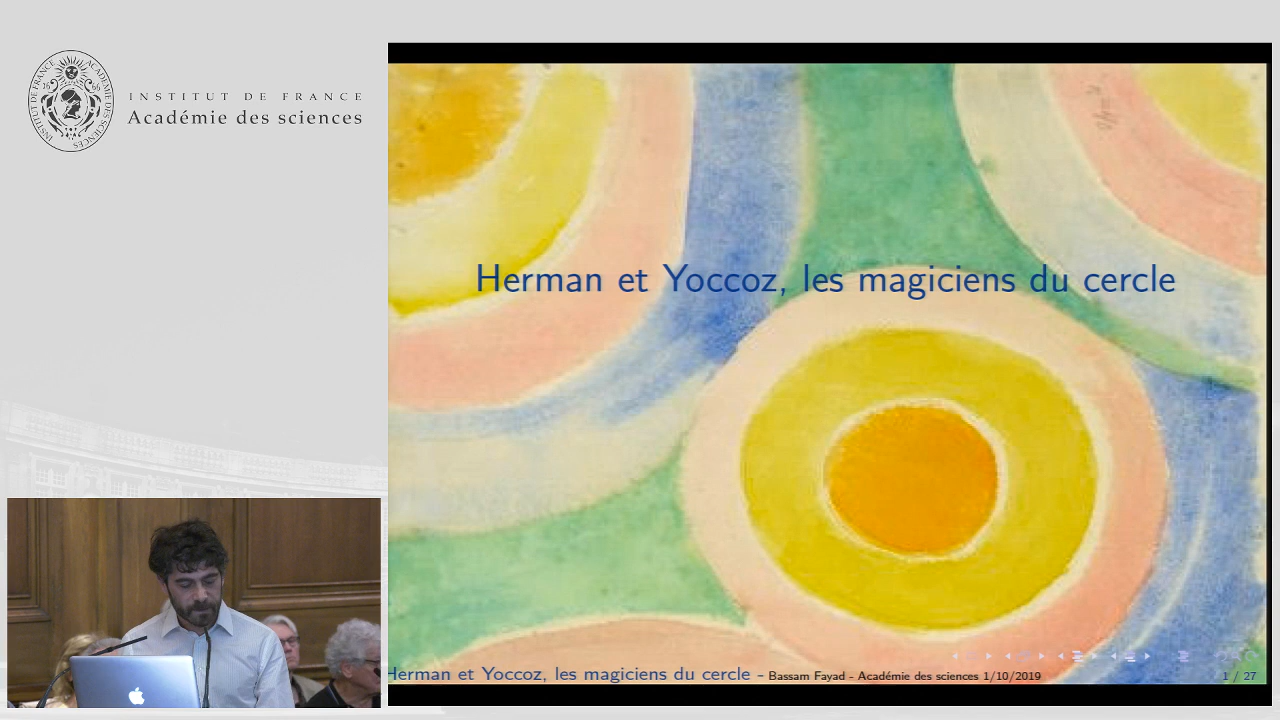 INSTITUT DE FRANCE
Académie des sciences
Herman et Yoccoz, les magiciens du cercle
Herman et Yoccoz, les magiciens du cercle - Bassam Fayad - Académie des sciences 1/10/2019
1 / 27